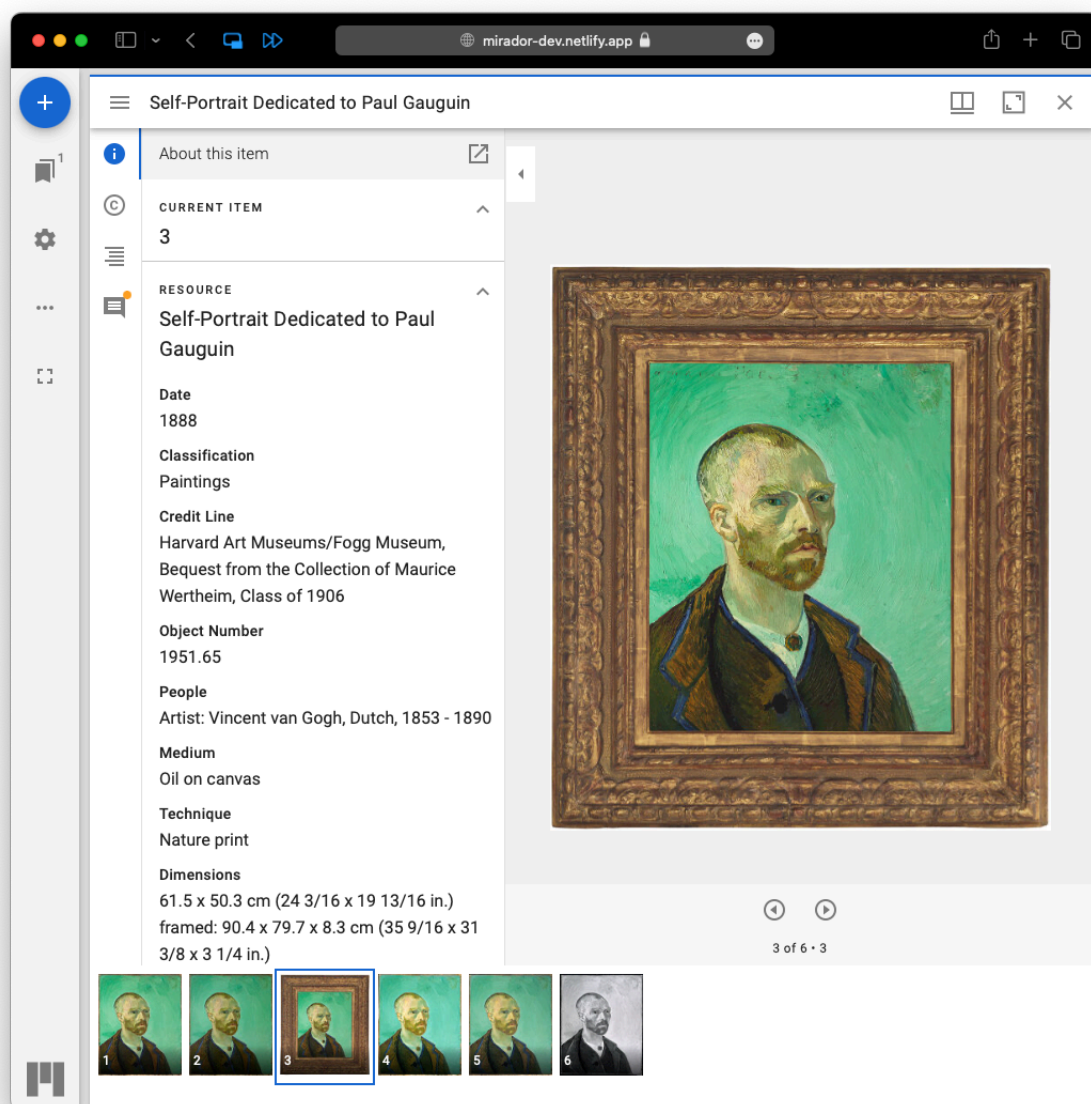 mirador-dev.netlify.app
Self-Portrait Dedicated to Paul Gauguin
1
About this item
CURRENT ITEM
3
RESOURCE
Self-Portrait Dedicated to Paul
Gauguin
Date
1888
Classification
Paintings
Credit Line
Harvard Art Museums/Fogg Museum,
Bequest from the Collection of Maurice
Wertheim, Class of 1906
Object Number
1951.65
People
Artist: Vincent van Gogh, Dutch, 1853 - 1890
Medium
Oil on canvas
Technique
Nature print
Dimensions
61.5 x 50.3 cm (24 3/16 x 19 13/16 in.)
framed: 90.4 x 79.7 x 8.3 cm (35 9/16 x 31
3/8 x 3 1/4 in.)
3 of 6 • 3
1 2 3 4 5 6